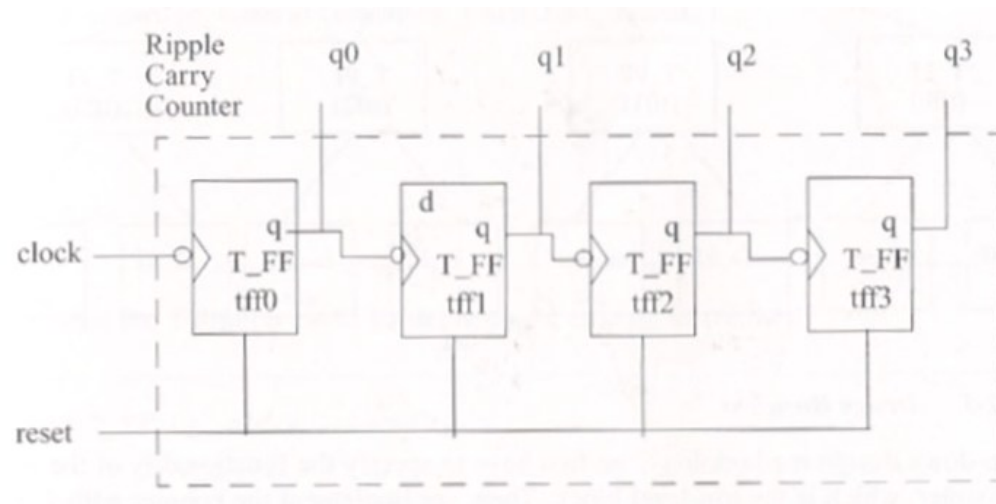 Ripple
Carry
Counter
q0
q1
q2
q3
d
q
q
q
q
clock
T_FF
T_FF
T_FF
T_FF
tff0
tff1
tff2
tff3
reset